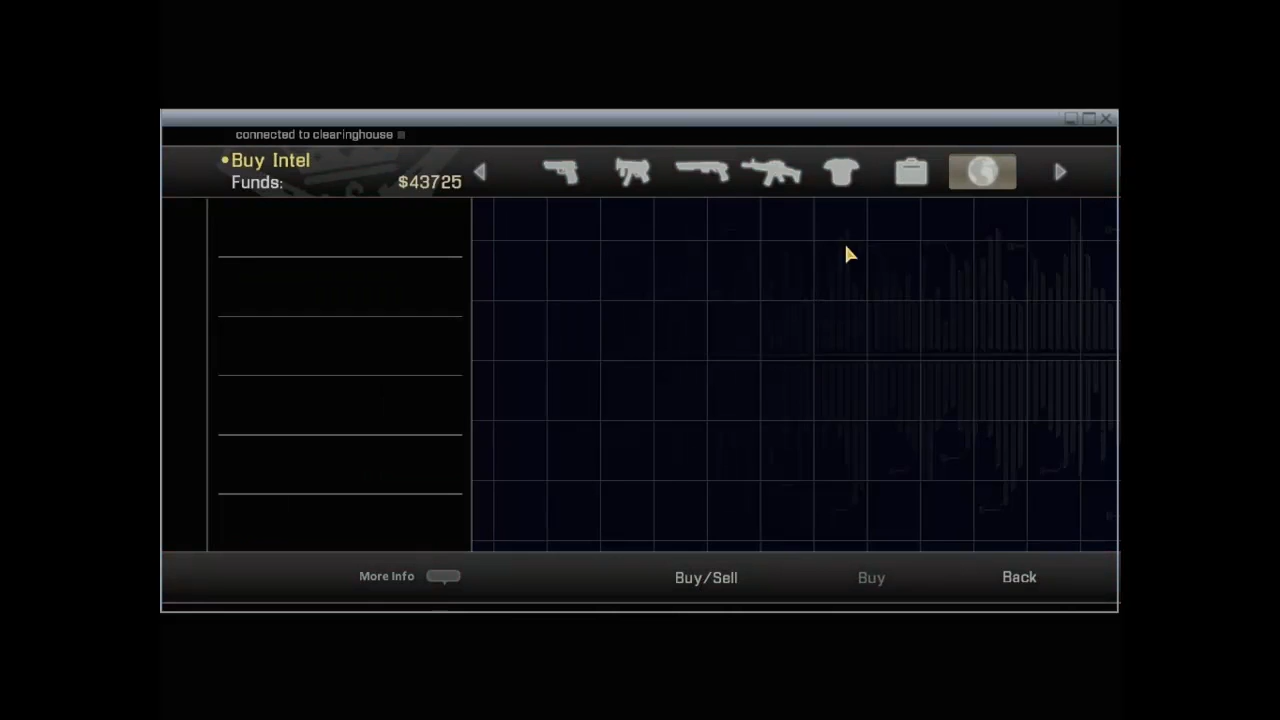 connected to clearinghouse
•Buy Intel
Funds: $43725
More Info
Buy/Sell
Buy
Back